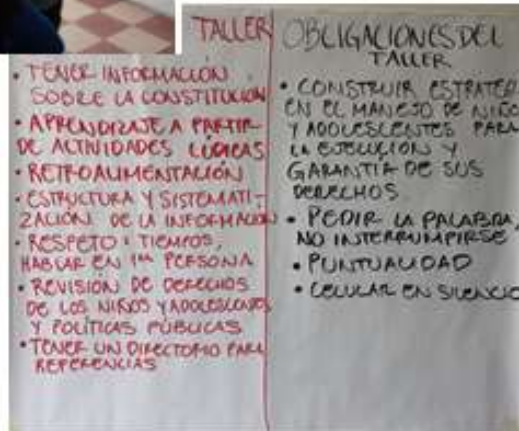 TALLER
• TENER INFORMACIÓN
SOBRE LA CONSTITUCIÓN
• APRENDIZAJE A PARTIR
DE ACTIVIDADES LÚDICAS
• RETROALIMENTACIÓN
• ESTRUCTURA Y SISTEMATI-
ZACIÓN DE LA INFORMACIÓN
• RESPETO: TIEMPOS,
HABLAR EN 1RA PERSONA
• REVISIÓN DE DERECHOS
DE LOS NIÑOS Y ADOLESCENTES
Y POLÍTICAS PÚBLICAS
• TENER UN DIRECTORIO PARA
REFERENCIAS
OBLIGACIONES DEL
TALLER
• CONSTRUIR
EN EL MANEJO DE NIÑOS
Y ADOLESCENTES PARA
LA EJECUCIÓN Y
GARANTÍA DE SUS
DERECHOS
• PEDIR LA PALABRA,
NO INTERRUMPIRSE
• PUNTUALIDAD
• CELULAR EN SILENCIO